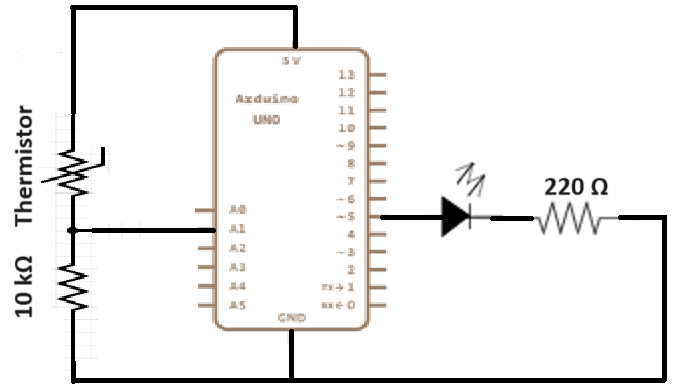 5V
Arduino
UNO
13
12
11
10
~9
8
7
~6
~5
4
~3
2
TX→1
RX←0
A0
A1
A2
A3
A4
A5
GND
Thermistor
10 kΩ
220 Ω